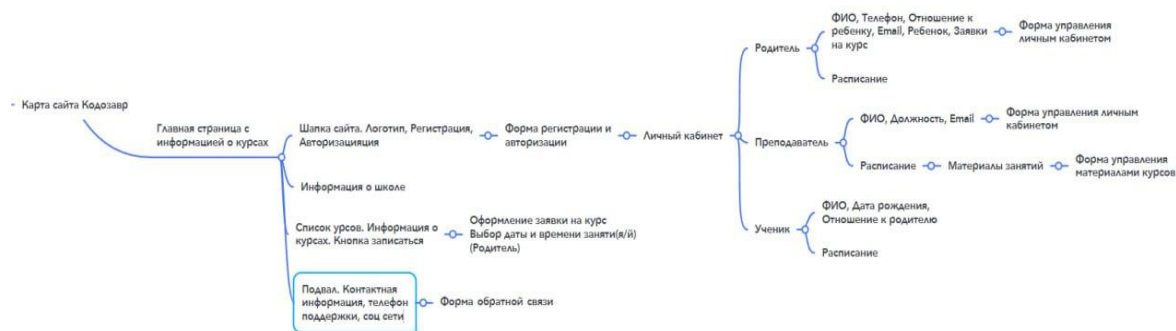 Карта сайта Кодозавр
Главная страница с
информацией о курсах
Шапка сайта. Логотип, Регистрация,
Авторизацияция
Форма регистрации и
авторизации
Личный кабинет
Родитель
ФИО, Телефон, Отношение к
ребенку, Email, Ребенок, Заявки
на курс
Форма управления
личным кабинетом
Расписание
Преподаватель
ФИО, Должность, Email
Форма управления личным
кабинетом
Расписание
Материалы занятий
Форма управления
материалами курсов
Ученик
ФИО, Дата рождения,
Отношение к родителю
Расписание
Информация о школе
Список урсов. Информация о
курсах. Кнопка записаться
Оформление заявки на курс
Выбор даты и времени заняти(я/й)
(Родитель)
Подвал. Контактная
информация, телефон
поддержки, соц сети
Форма обратной связи